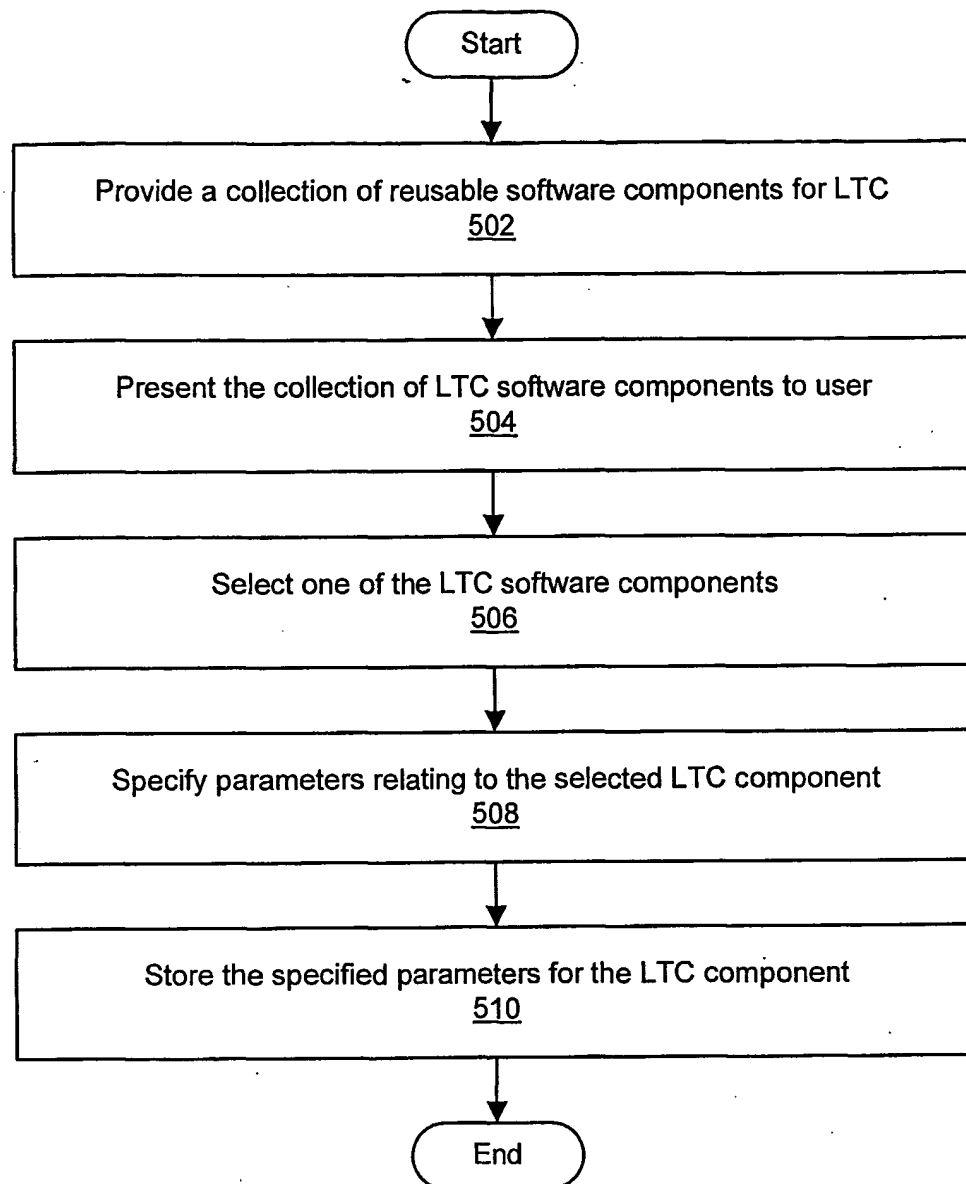 Start
Provide a collection of reusable software components for LTC
502
Present the collection of LTC software components to user
504
Select one of the LTC software components
506
Specify parameters relating to the selected LTC component
508
Store the specified parameters for the LTC component
510
End